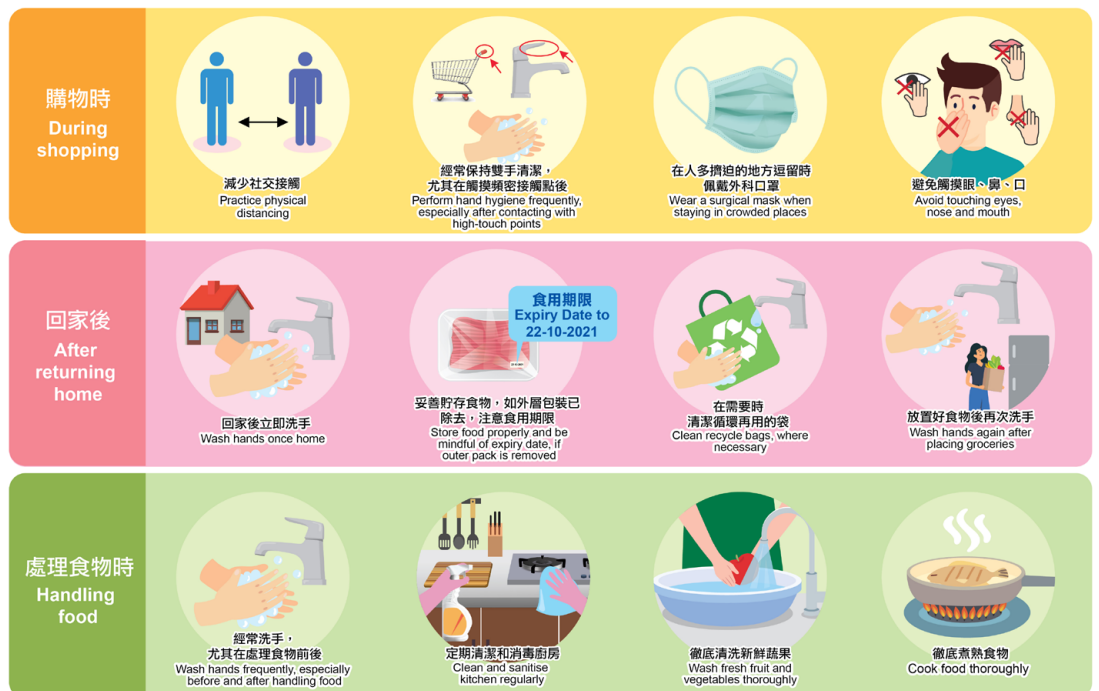 購物時
During
shopping
減少社交接觸
Practice physical
distancing
經常保持雙手清潔，
尤其在觸摸頻密接觸點後
Perform hand hygiene frequently,
especially after contacting with
high-touch points
在人多擠迫的地方逗留時
佩戴外科口罩
Wear a surgical mask when
staying in crowded places
避免觸摸眼、鼻、口
Avoid touching eyes,
nose and mouth
回家後
After
returning
home
回家後立即洗手
Wash hands once home
食用期限
Expiry Date to
22-10-2021
妥善貯存食物，如外層包裝已
除去，注意食用期限
Store food properly and be
mindful of expiry date, if
outer pack is removed
在需要時
清潔循環再用的袋
Clean recycle bags, where
necessary
放置好食物後再次洗手
Wash hands again after
placing groceries
處理食物時
Handling
food
經常洗手，
尤其在處理食物前後
Wash hands frequently, especially
before and after handling food
定期清潔和消毒廚房
Clean and sanitise
kitchen regularly
徹底清洗新鮮蔬果
Wash fresh fruit and
vegetables thoroughly
徹底煮熟食物
Cook food thoroughly